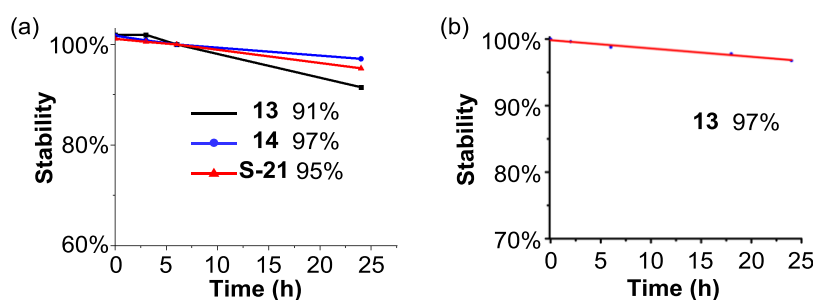 (a)
Stability
100%
80%
60%
13 91%
14 97%
S-21 95%
0 5 10 15 20 25
Time (h)
(b)
Stability
100%
90%
80%
70%
13 97%
0 5 10 15 20 25
Time (h)